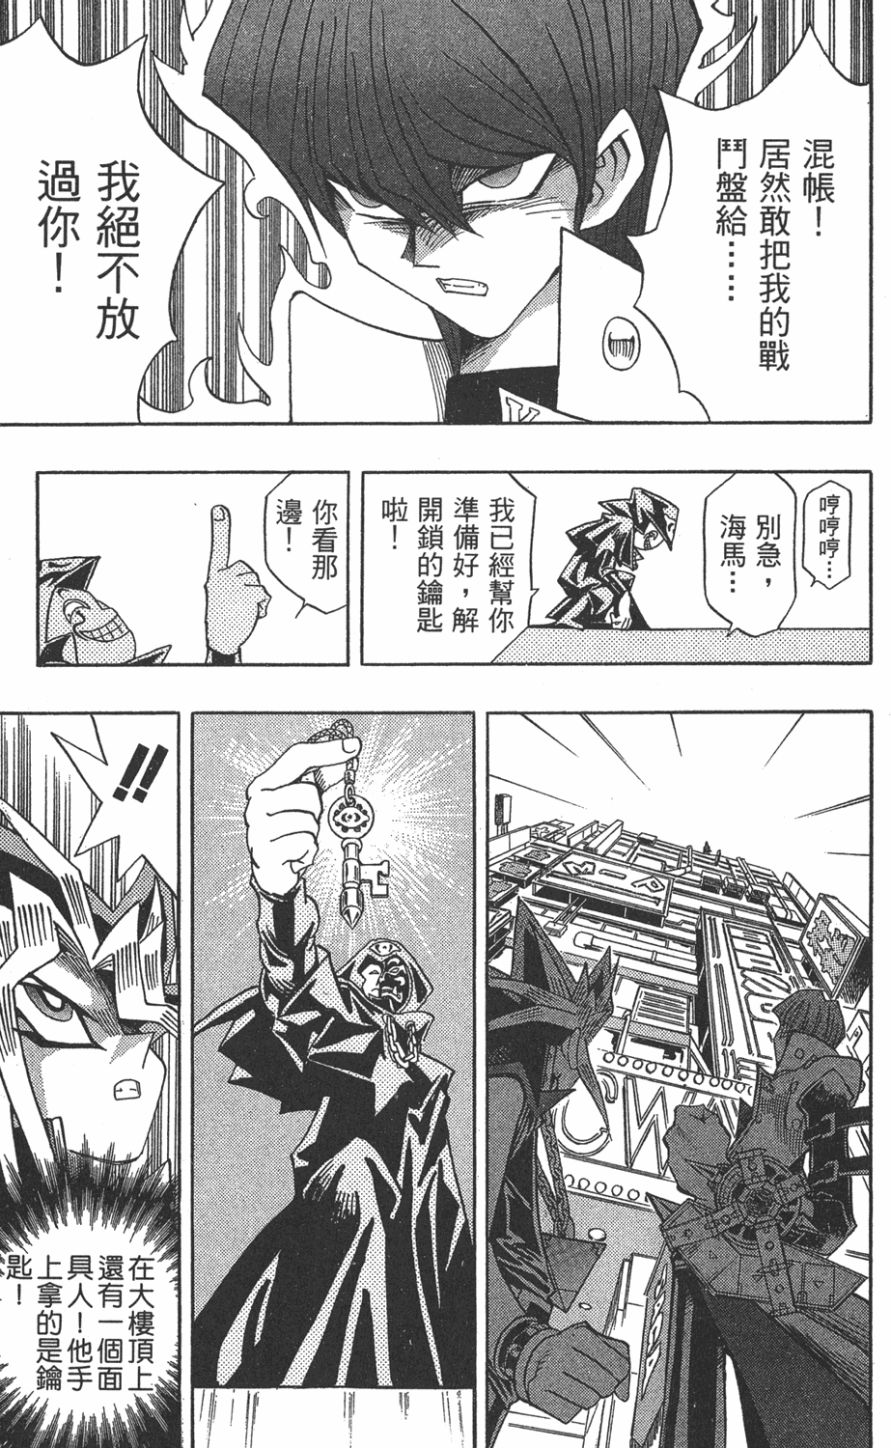 混帳！
居然敢把我的戰
鬥盤給……
我絕不放
過你！
哼哼哼…
別急，
海馬…
我已經幫你
準備好，解
開鎖的鑰匙
啦！
你看那
邊！
!!
在大樓頂上
還有一個面
具人！他手
上拿的是鑰
匙！